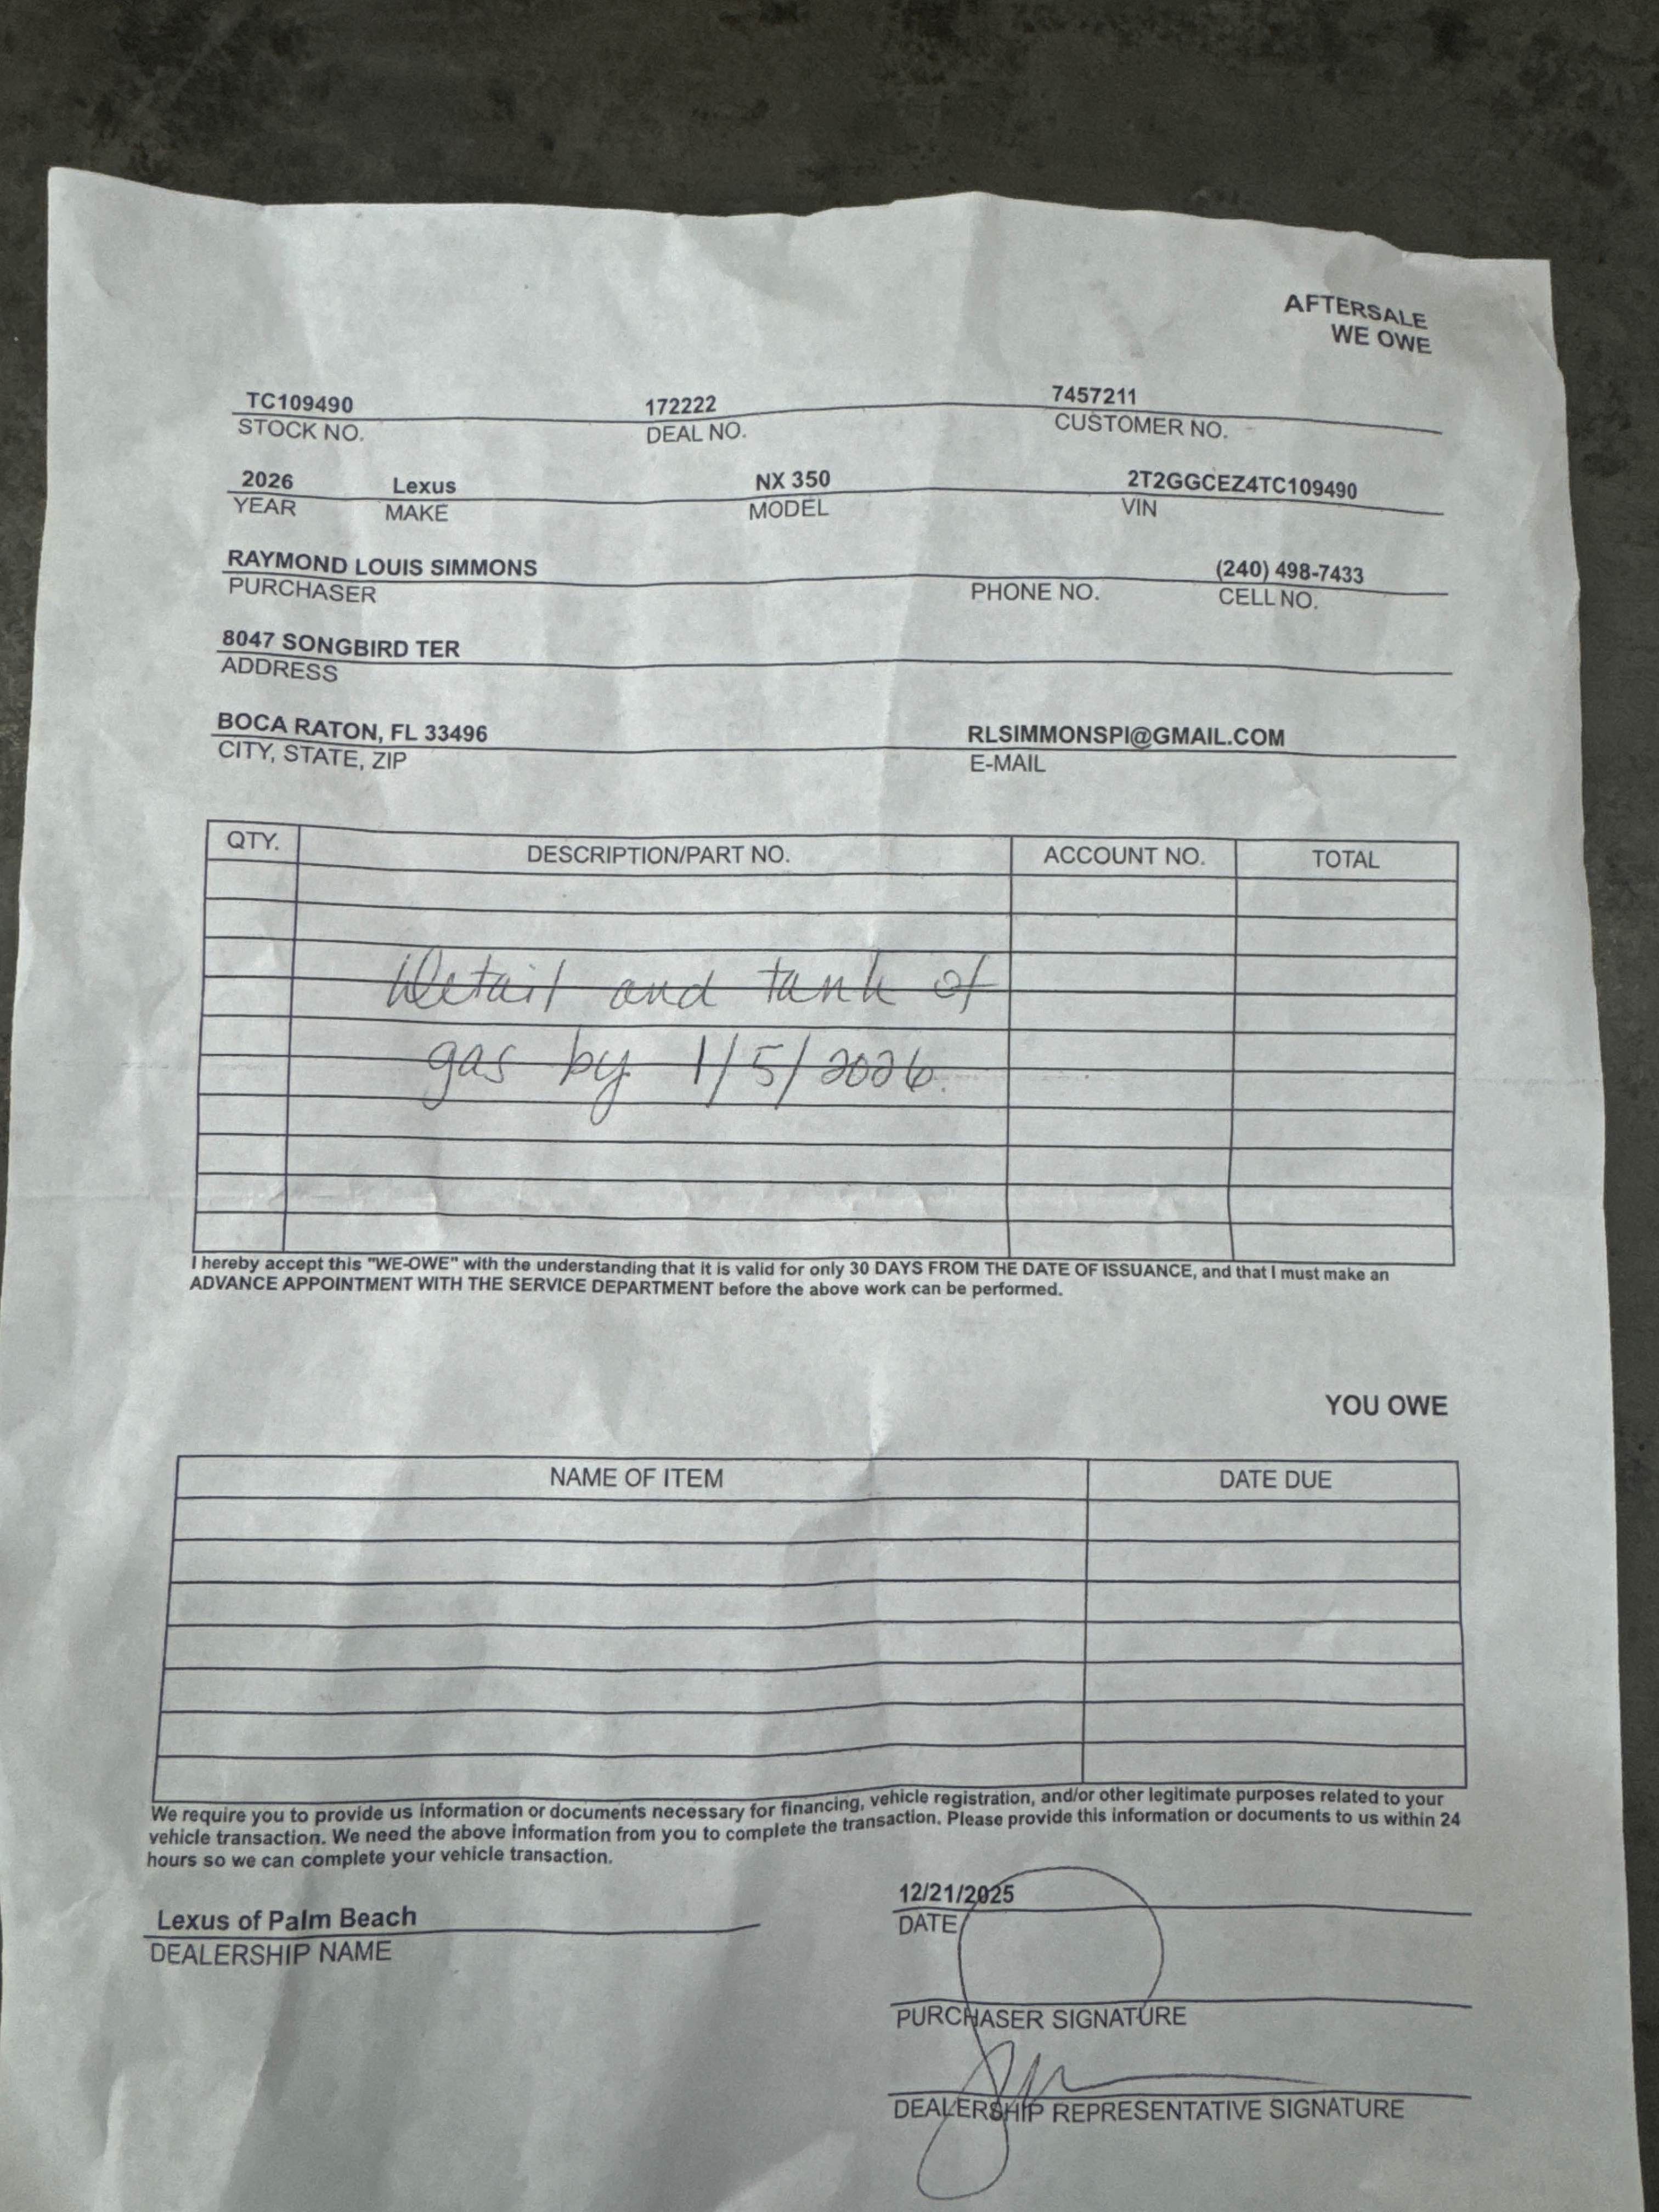 AFTERSALE
WE OWE
TC109490 172222 7457211
STOCK NO. DEAL NO. CUSTOMER NO.
2026 Lexus NX 350 2T2GGCEZ4TC109490
YEAR MAKE MODEL VIN
RAYMOND LOUIS SIMMONS (240) 498-7433
PURCHASER PHONE NO. CELL NO.
8047 SONGBIRD TER
ADDRESS
BOCA RATON, FL 33496 RLSIMMONSPI@GMAIL.COM
CITY, STATE, ZIP E-MAIL
QTY. DESCRIPTION/PART NO. ACCOUNT NO. TOTAL
Detail and tank of
gas by 1/5/2026.
I hereby accept this "WE-OWE" with the understanding that it is valid for only 30 DAYS FROM THE DATE OF ISSUANCE, and that I must make an
ADVANCE APPOINTMENT WITH THE SERVICE DEPARTMENT before the above work can be performed.
YOU OWE
NAME OF ITEM DATE DUE
We require you to provide us information or documents necessary for financing, vehicle registration, and/or other legitimate purposes related to your
vehicle transaction. We need the above information from you to complete the transaction. Please provide this information or documents to us within 24
hours so we can complete your vehicle transaction.
Lexus of Palm Beach 12/21/2025
DEALERSHIP NAME DATE
PURCHASER SIGNATURE
DEALERSHIP REPRESENTATIVE SIGNATURE